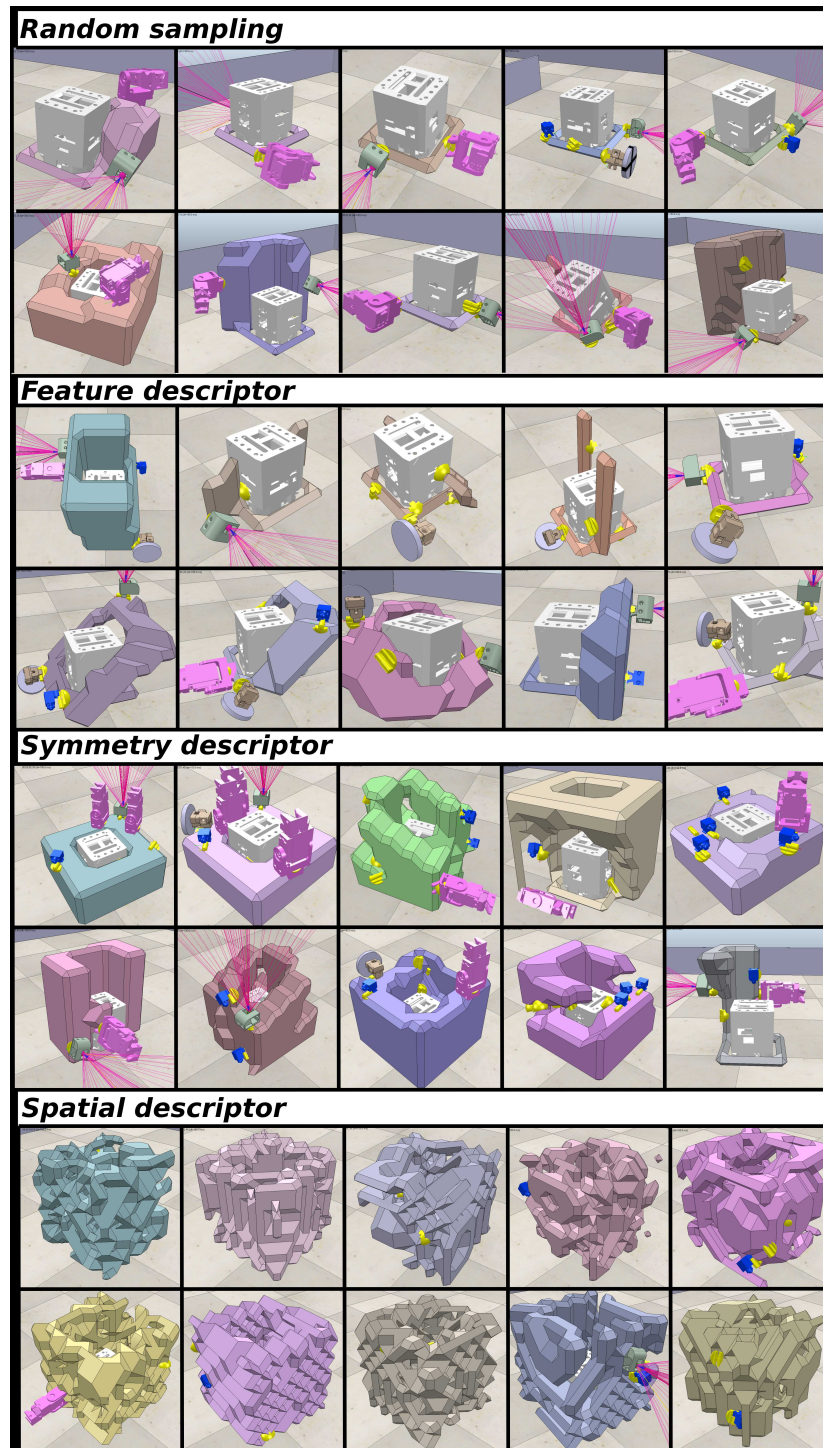 Random sampling
Feature descriptor
Symmetry descriptor
Spatial descriptor